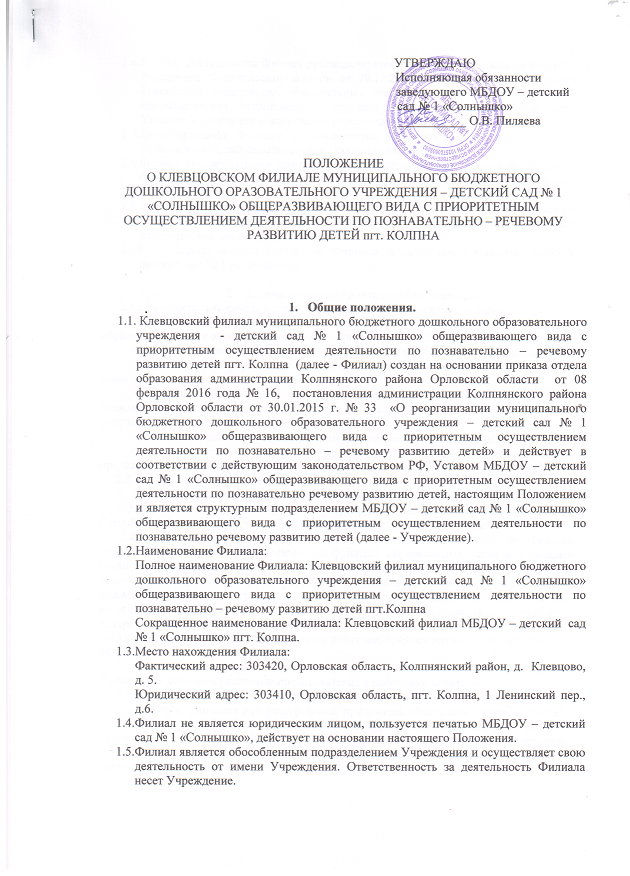 УТВЕРЖДАЮ
Исполняющая обязанности
заведующего МБДОУ – детский
сад № 1 «Солнышко»
О.В. Пиляева
ПОЛОЖЕНИЕ
О КЛЕВЦОВСКОМ ФИЛИАЛЕ МУНИЦИПАЛЬНОГО БЮДЖЕТНОГО
ДОШКОЛЬНОГО ОРАЗОВАТЕЛЬНОГО УЧРЕЖДЕНИЯ – ДЕТСКИЙ САД № 1
«СОЛНЫШКО» ОБЩЕРАЗВИВАЮЩЕГО ВИДА С ПРИОРИТЕТНЫМ
ОСУЩЕСТВЛЕНИЕМ ДЕЯТЕЛЬНОСТИ ПО ПОЗНАВАТЕЛЬНО – РЕЧЕВОМУ
РАЗВИТИЮ ДЕТЕЙ пгт. КОЛПНА
1. Общие положения.
1.1. Клевцовский филиал муниципального бюджетного дошкольного образовательного
учреждения - детский сад № 1 «Солнышко» общеразвивающего вида с
приоритетным осуществлением деятельности по познавательно – речевому
развитию детей пгт. Колпна (далее - Филиал) создан на основании приказа отдела
образования администрации Колпнянского района Орловской области от 08
февраля 2016 года № 16, постановления администрации Колпнянского района
Орловской области от 30.01.2015 г. № 33 «О реорганизации муниципального
бюджетного дошкольного образовательного учреждения – детский сал № 1
«Солнышко» общеразвивающего вида с приоритетным осуществлением
деятельности по познавательно – речевому развитию детей» и действует в
соответствии с действующим законодательством РФ, Уставом МБДОУ – детский
сад № 1 «Солнышко» общеразвивающего вида с приоритетным осуществлением
деятельности по познавательно речевому развитию детей, настоящим Положением
и является структурным подразделением МБДОУ – детский сад № 1 «Солнышко»
общеразвивающего вида с приоритетным осуществлением деятельности по
познавательно речевому развитию детей (далее - Учреждение).
1.2.Наименование Филиала:
Полное наименование Филиала: Клевцовский филиал муниципального бюджетного
дошкольного образовательного учреждения – детский сад № 1 «Солнышко»
общеразвивающего вида с приоритетным осуществлением деятельности по
познавательно – речевому развитию детей пгт.Колпна
Сокращенное наименование Филиала: Клевцовский филиал МБДОУ – детский сад
№ 1 «Солнышко» пгт. Колпна.
1.3.Место нахождения Филиала:
Фактический адрес: 303420, Орловская область, Колпнянский район, д. Клевцово,
д. 5.
Юридический адрес: 303410, Орловская область, пгт. Колпна, 1 Ленинский пер.,
д.6.
1.4.Филиал не является юридическим лицом, пользуется печатью МБДОУ – детский
сад № 1 «Солнышко», действует на основании настоящего Положения.
1.5.Филиал является обособленным подразделением Учреждения и осуществляет свою
деятельность от имени Учреждения. Ответственность за деятельность Филиала
несет Учреждение.